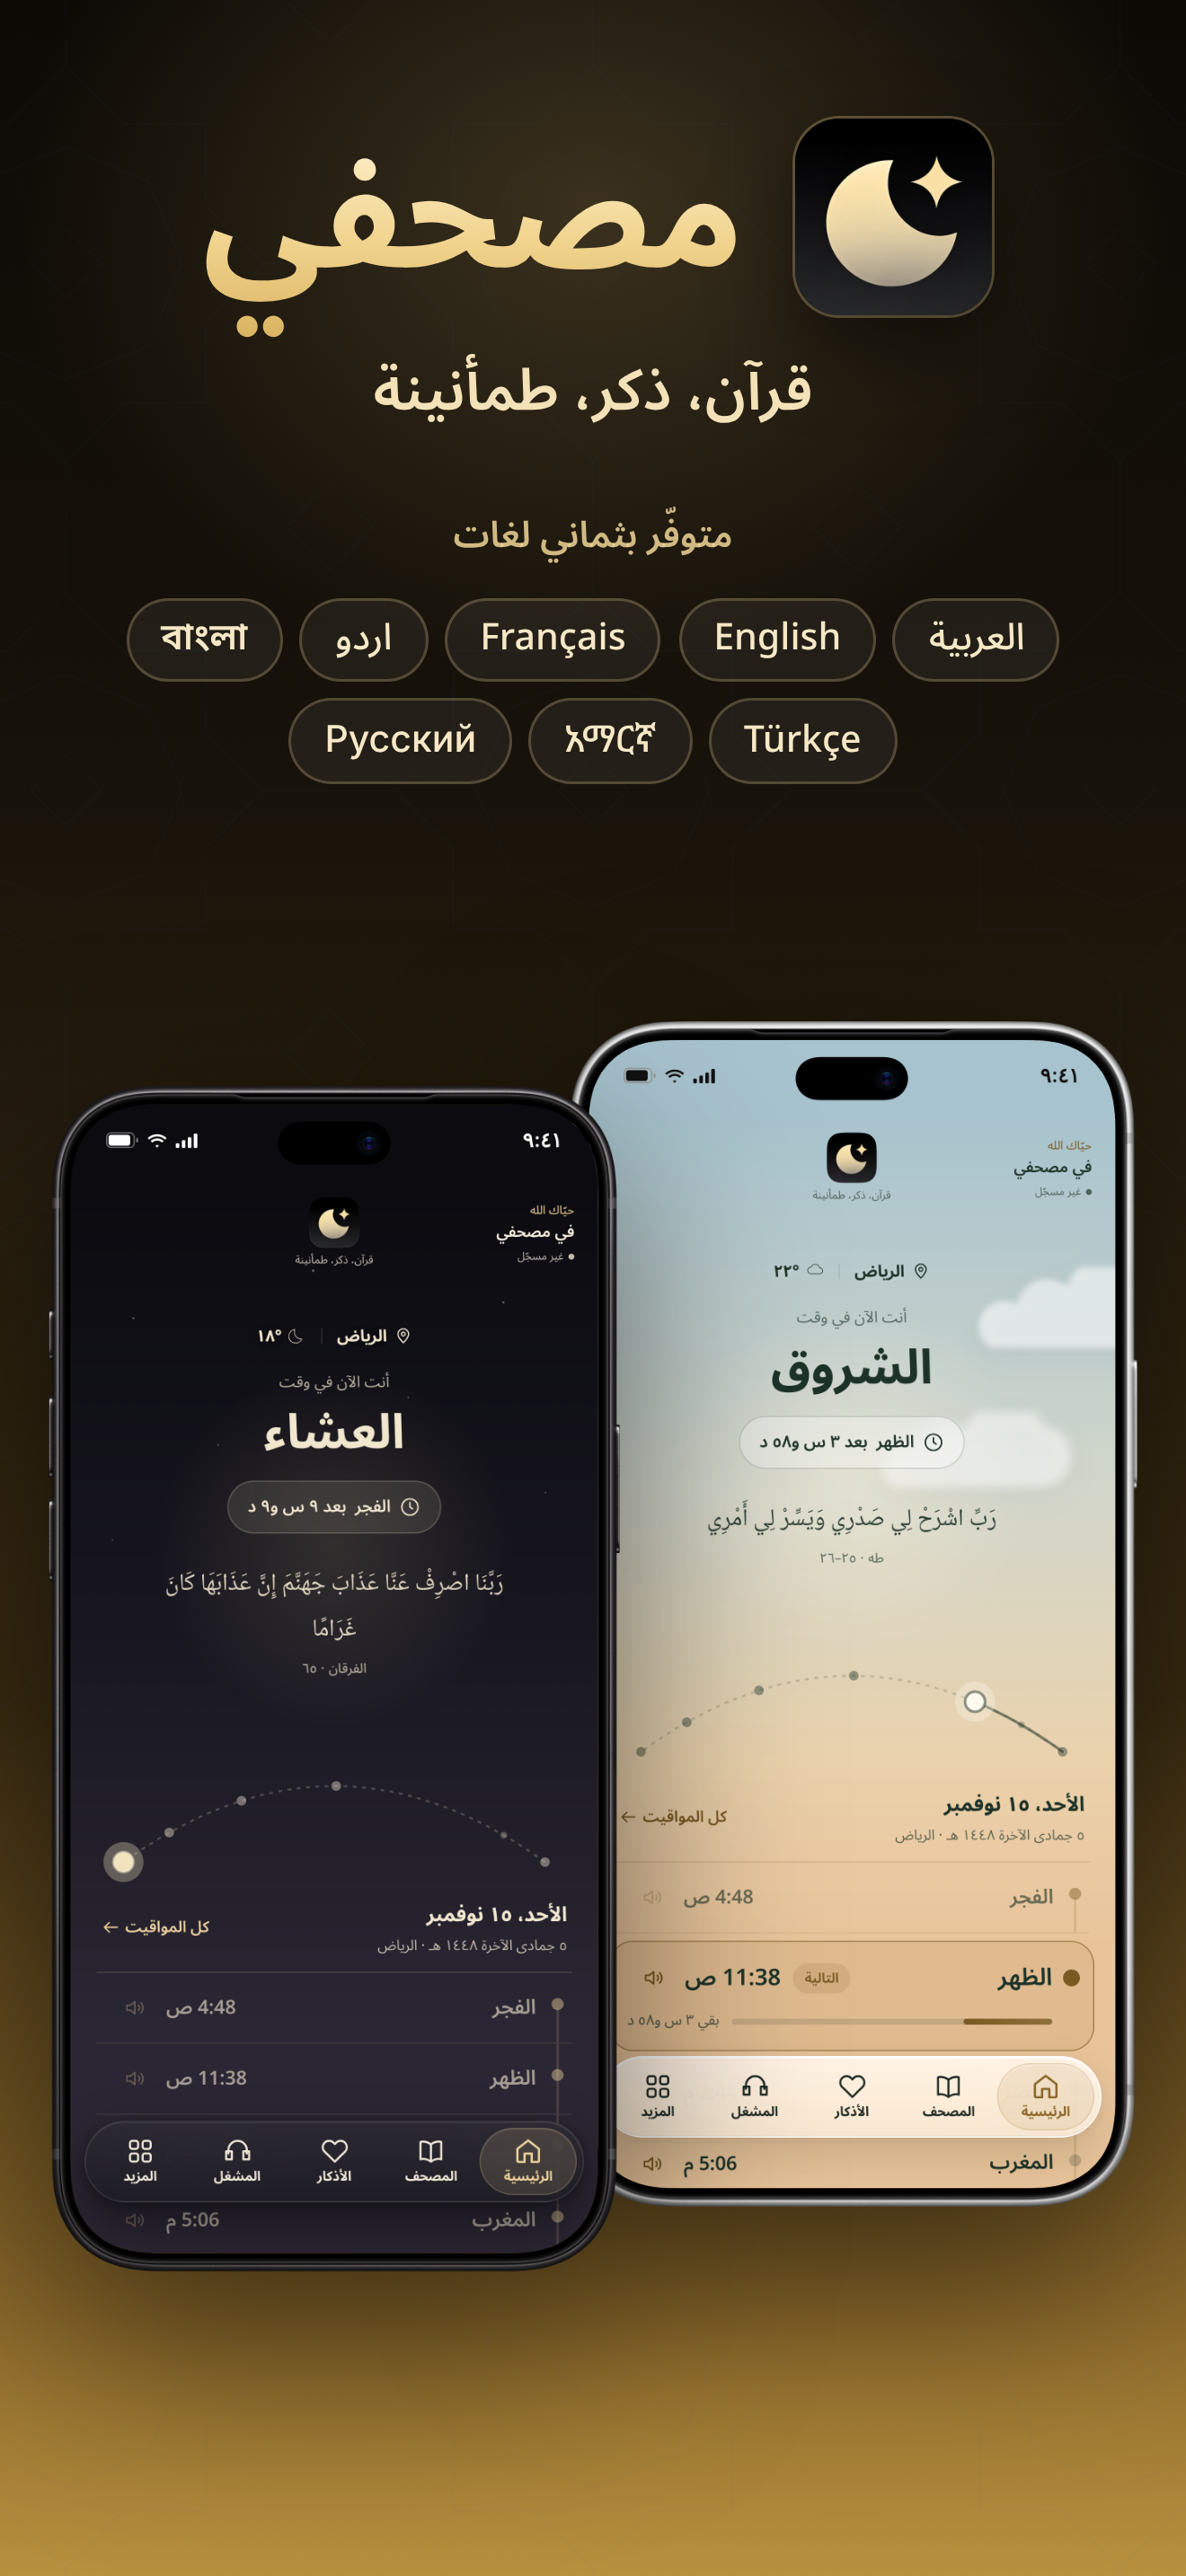 مصحفي
قرآن، ذكر، طمأنينة
متوفّر بثماني لغات
العربية English Français اردو বাংলা
Türkçe አማርኛ Русский
٩:٤١
حيّاك الله
في مصحفي
غير مسجّل
قرآن، ذكر، طمأنينة
الرياض ٢٢°
أنت الآن في وقت
الشروق
الظهر بعد ٣ س و٥٨ د
رَبِّ اشْرَحْ لِي صَدْرِي وَيَسِّرْ لِي أَمْرِي
طه · ٢٥-٢٦
الأحد، ١٥ نوفمبر
كل المواقيت ←
٥ جمادى الآخرة ١٤٤٨ هـ · الرياض
الفجر 4:48 ص
الظهر التالية 11:38 ص
بقي ٣ س و٥٨ د
الرئيسية المصحف الأذكار المشغل المزيد
المغرب 5:06 م
٩:٤١
حيّاك الله
في مصحفي
غير مسجّل
قرآن، ذكر، طمأنينة
الرياض ١٨°
أنت الآن في وقت
العشاء
الفجر بعد ٩ س و٩ د
رَبَّنَا اصْرِفْ عَنَّا عَذَابَ جَهَنَّمَ إِنَّ عَذَابَهَا كَانَ
غَرَامًا
الفرقان · ٦٥
الأحد، ١٥ نوفمبر
كل المواقيت ←
٥ جمادى الآخرة ١٤٤٨ هـ · الرياض
الفجر 4:48 ص
الظهر 11:38 ص
الرئيسية المصحف الأذكار المشغل المزيد
المغرب 5:06 م